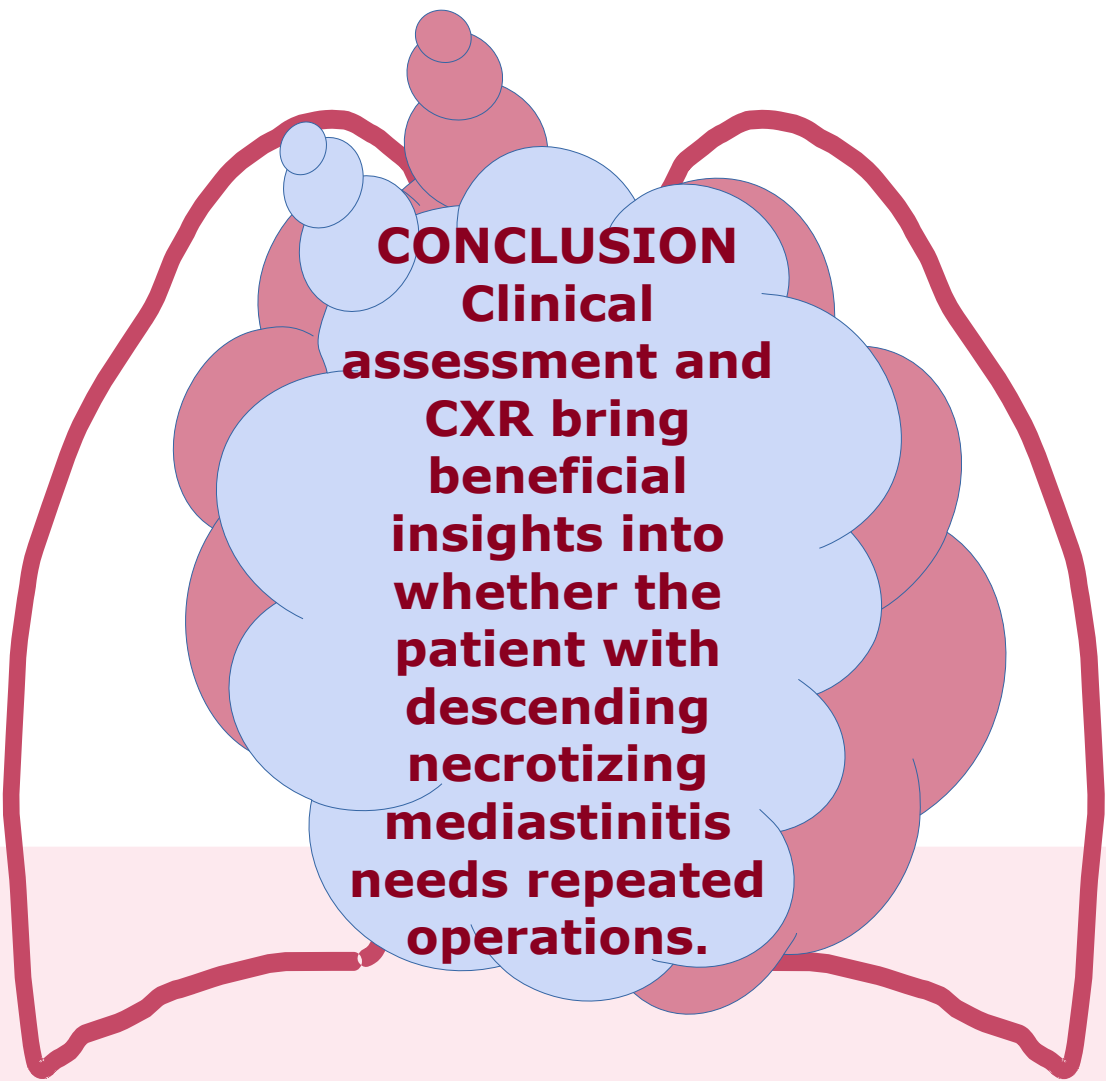 CONCLUSION
Clinical
assessment and
CXR bring
beneficial
insights into
whether the
patient with
descending
necrotizing
mediastinitis
needs repeated
operations.